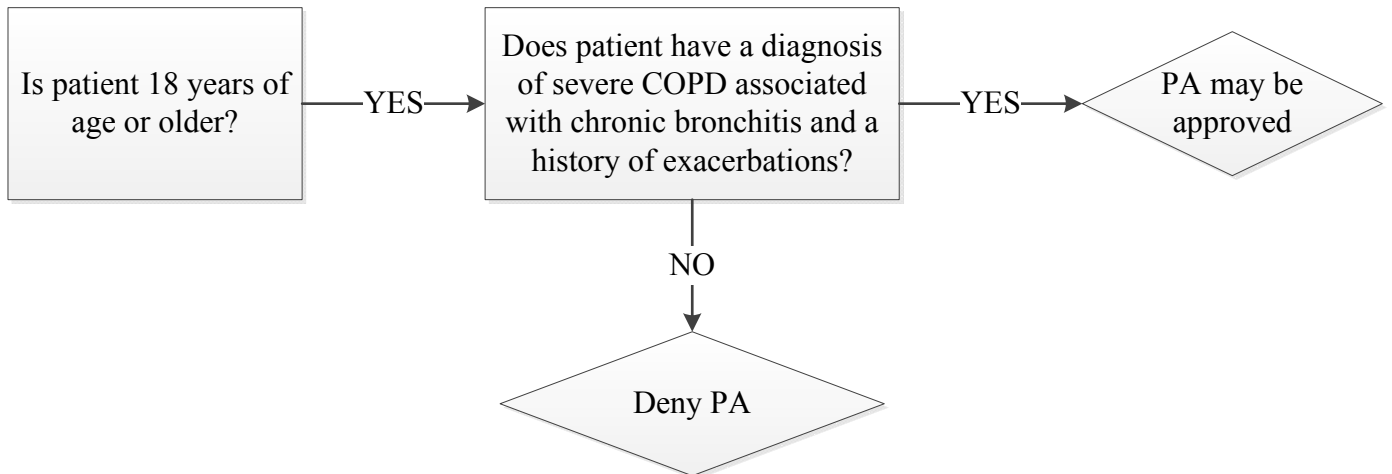 Is patient 18 years of
age or older?
YES
Does patient have a diagnosis
of severe COPD associated
with chronic bronchitis and a
history of exacerbations?
YES
PA may be
approved
NO
Deny PA